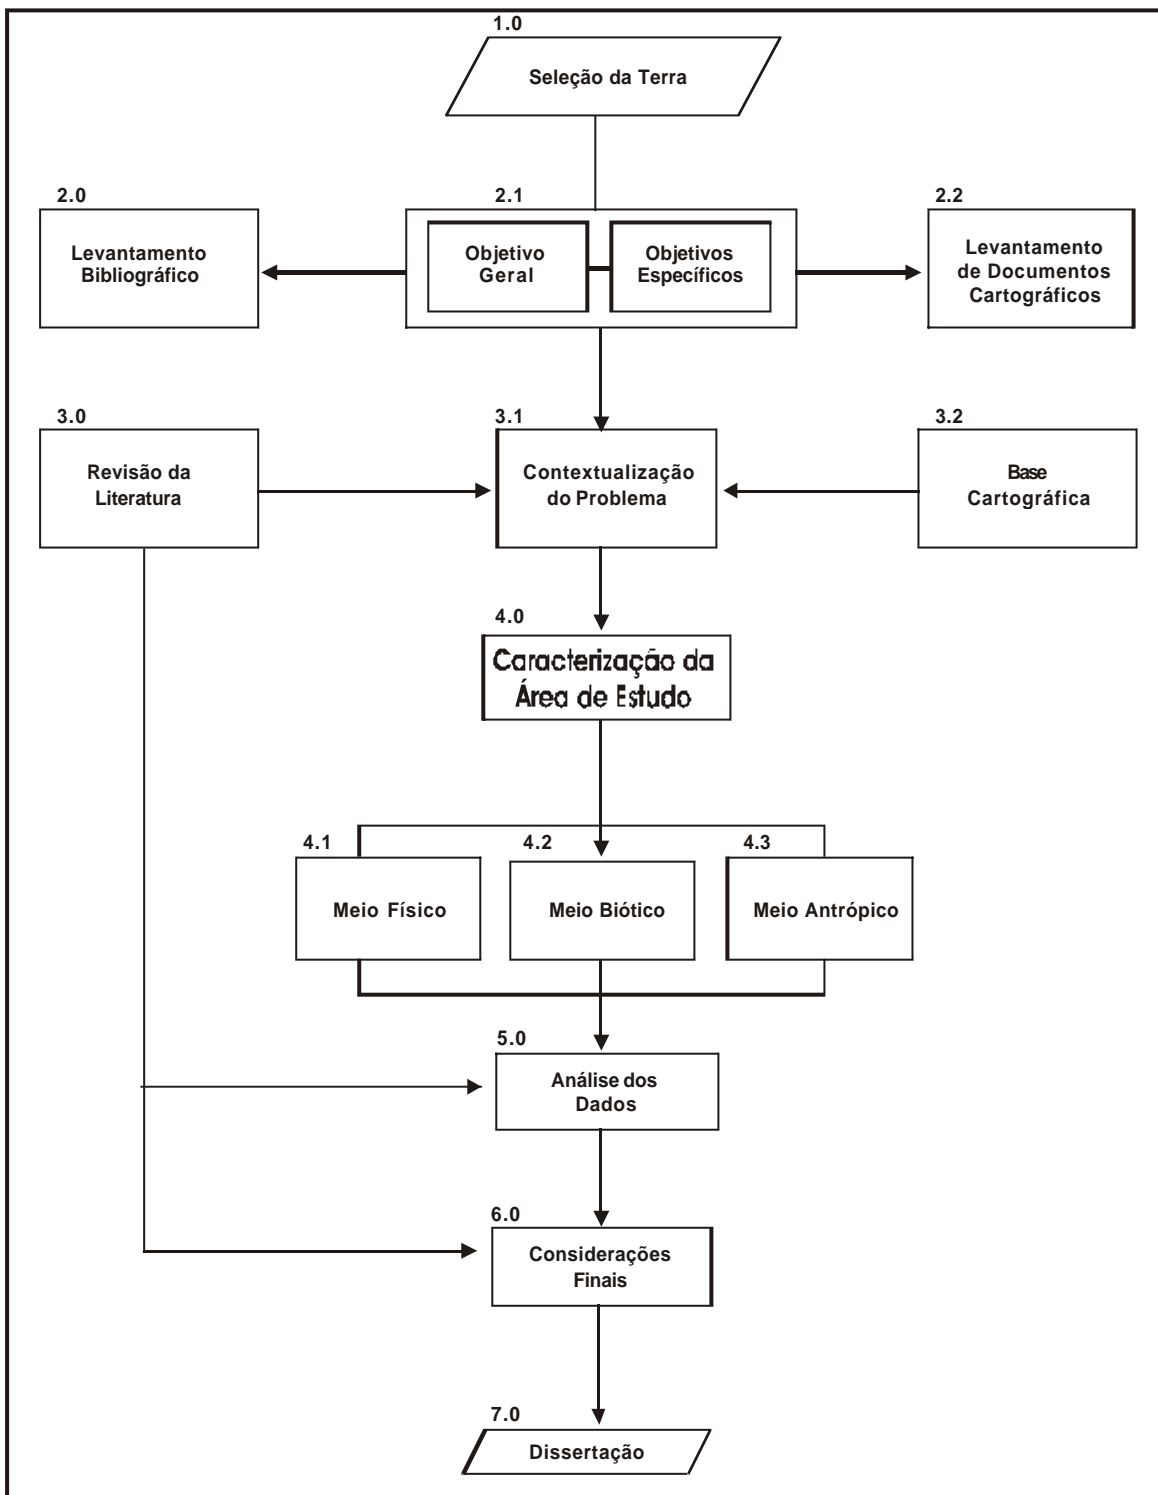 1.0
Seleção da Terra
2.0
Levantamento
Bibliográfico
2.1
Objetivo
Geral
Objetivos
Específicos
2.2
Levantamento
de Documentos
Cartográficos
3.0
Revisão da
Literatura
3.1
Contextualização
do Problema
3.2
Base
Cartográfica
4.0
Caracterização da
Área de Estudo
4.1
Meio Físico
4.2
Meio Biótico
4.3
Meio Antrópico
5.0
Análise dos
Dados
6.0
Considerações
Finais
7.0
Dissertação